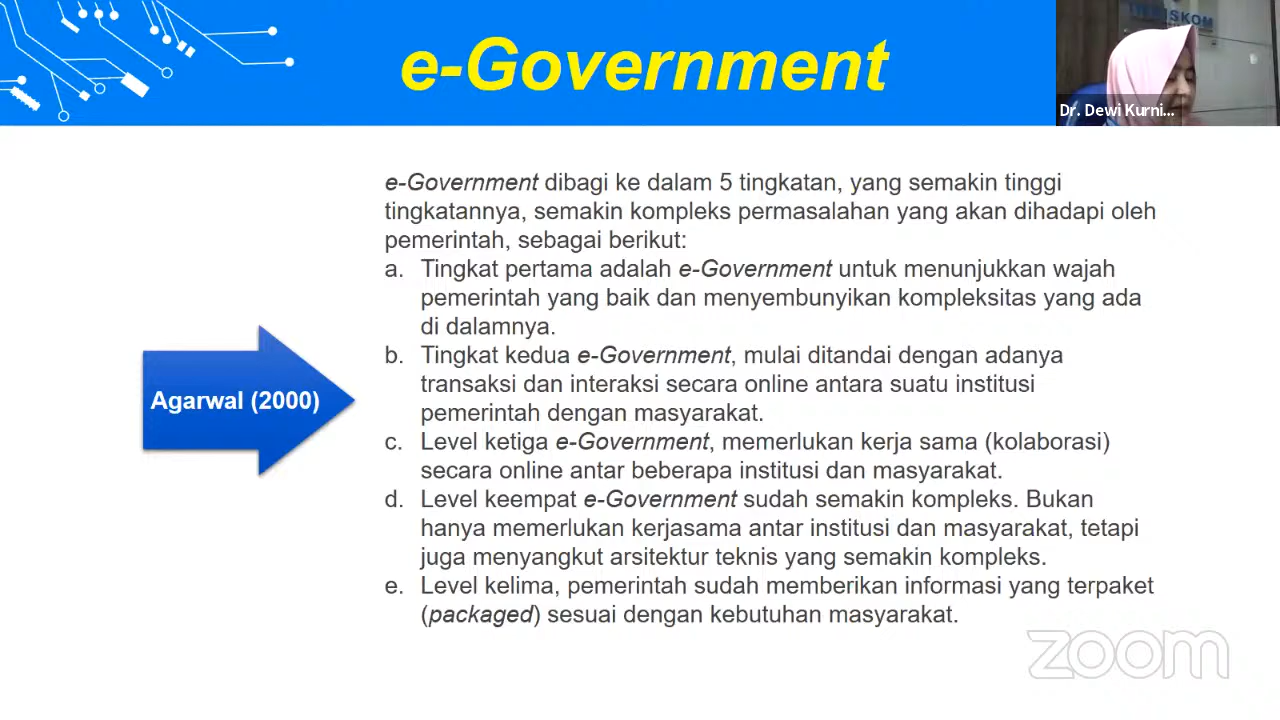 e-Government
Dr. Dewi Kurni...
e-Government dibagi ke dalam 5 tingkatan, yang semakin tinggi
tingkatannya, semakin kompleks permasalahan yang akan dihadapi oleh
pemerintah, sebagai berikut:
a. Tingkat pertama adalah e-Government untuk menunjukkan wajah
pemerintah yang baik dan menyembunyikan kompleksitas yang ada
di dalamnya.
b. Tingkat kedua e-Government, mulai ditandai dengan adanya
transaksi dan interaksi secara online antara suatu institusi
pemerintah dengan masyarakat.
Agarwal (2000)
c. Level ketiga e-Government, memerlukan kerja sama (kolaborasi)
secara online antar beberapa institusi dan masyarakat.
d. Level keempat e-Government sudah semakin kompleks. Bukan
hanya memerlukan kerjasama antar institusi dan masyarakat, tetapi
juga menyangkut arsitektur teknis yang semakin kompleks.
e. Level kelima, pemerintah sudah memberikan informasi yang terpaket
(packaged) sesuai dengan kebutuhan masyarakat.
zoom